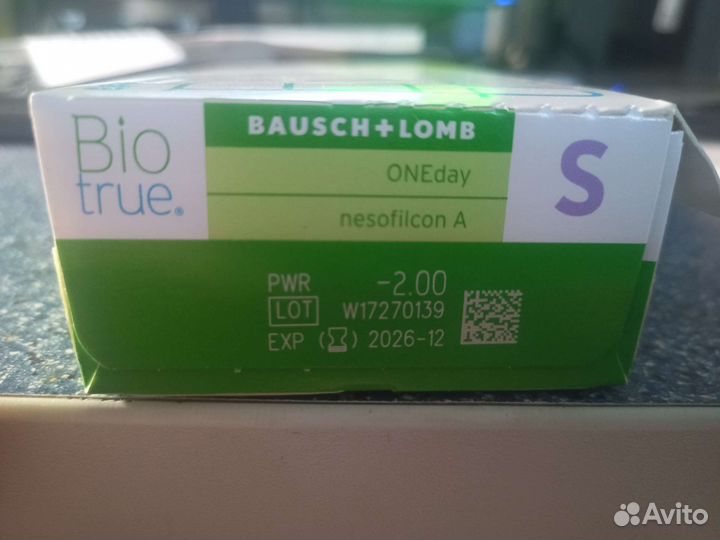 Bio
true®
BAUSCH+LOMB
ONEday
nesofilcon A
S
PWR -2.00
LOT W17270139
EXP 2026-12
Avito